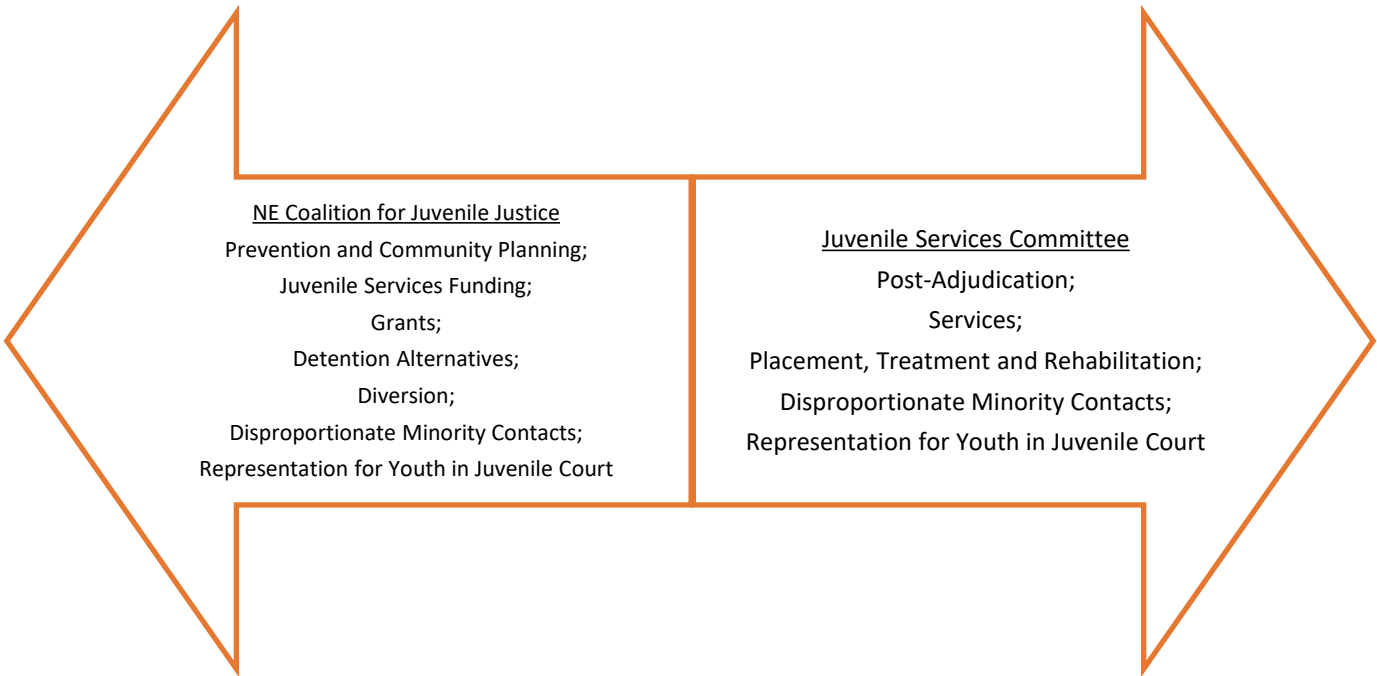 NE Coalition for Juvenile Justice
Prevention and Community Planning;
Juvenile Services Funding;
Grants;
Detention Alternatives;
Diversion;
Disproportionate Minority Contacts;
Representation for Youth in Juvenile Court
Juvenile Services Committee
Post-Adjudication;
Services;
Placement, Treatment and Rehabilitation;
Disproportionate Minority Contacts;
Representation for Youth in Juvenile Court